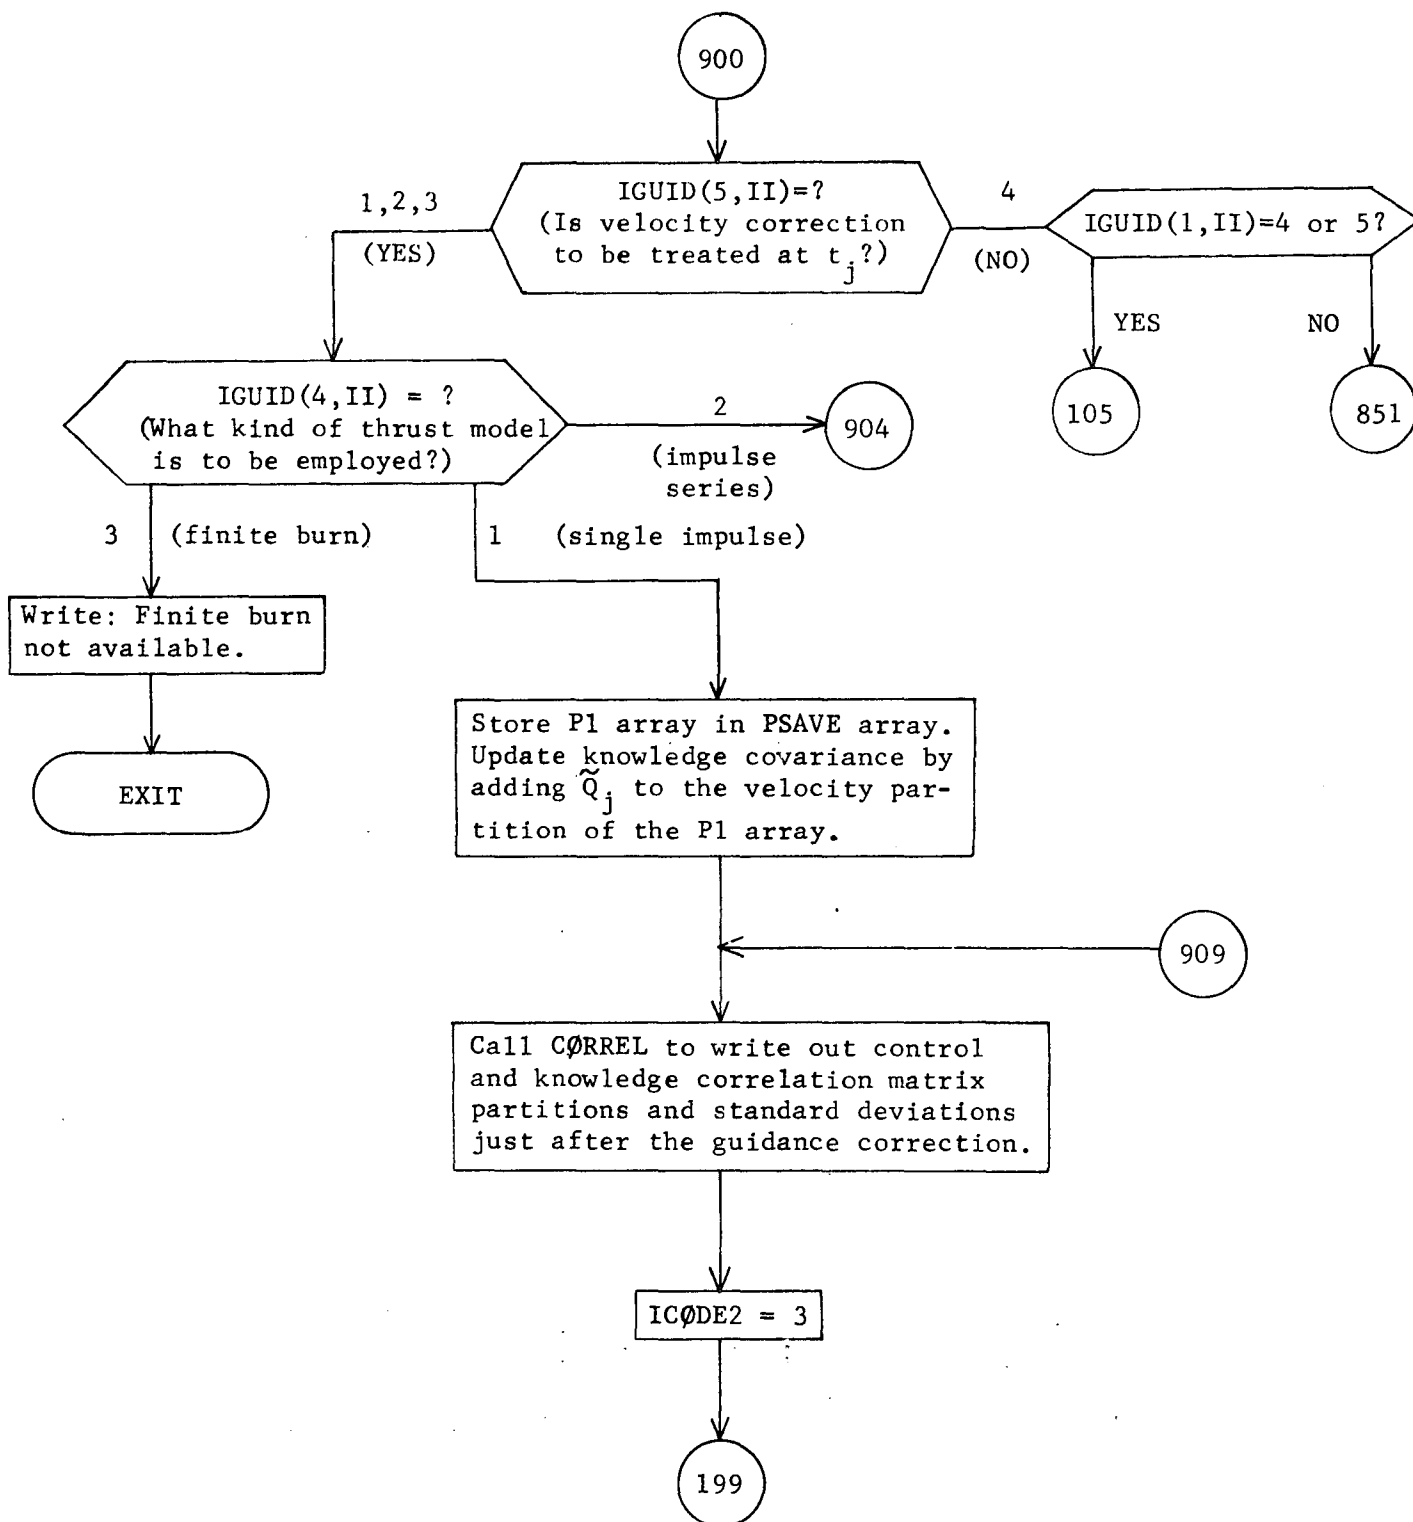 900
IGUID(5,II)=?
(Is velocity correction
to be treated at t_j?)
1,2,3
(YES)
4
(NO)
IGUID(1,II)=4 or 5?
YES
NO
105
851
IGUID(4,II) = ?
(What kind of thrust model
is to be employed?)
2
(impulse
series)
904
3 (finite burn)
1 (single impulse)
Write: Finite burn
not available.
EXIT
Store P1 array in PSAVE array.
Update knowledge covariance by
adding Q̃_j to the velocity par-
tition of the P1 array.
909
Call CØRREL to write out control
and knowledge correlation matrix
partitions and standard deviations
just after the guidance correction.
ICØDE2 = 3
199